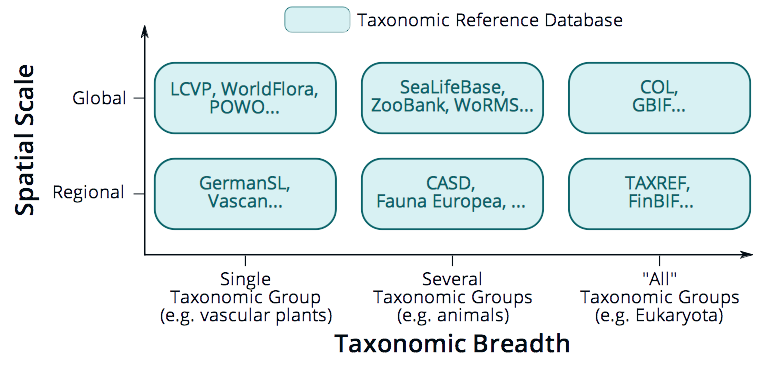 Taxonomic Reference Database
Spatial Scale
Global
LCVP, WorldFlora,
POWO...
SeaLifeBase,
ZooBank, WoRMS...
COL,
GBIF...
Regional
GermanSL,
Vascan...
CASD,
Fauna Europea, ...
TAXREF,
FinBIF...
Single
Taxonomic Group
(e.g. vascular plants)
Several
Taxonomic Groups
(e.g. animals)
"All"
Taxonomic Groups
(e.g. Eukaryota)
Taxonomic Breadth